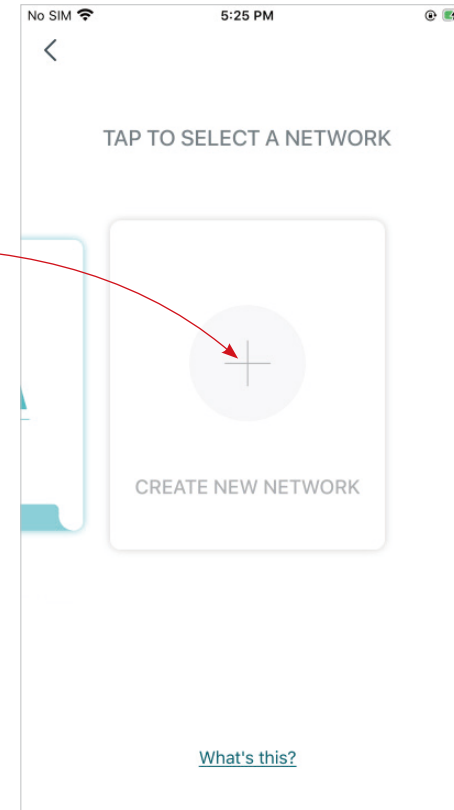 No SIM 5:25 PM
TAP TO SELECT A NETWORK
CREATE NEW NETWORK
What's this?